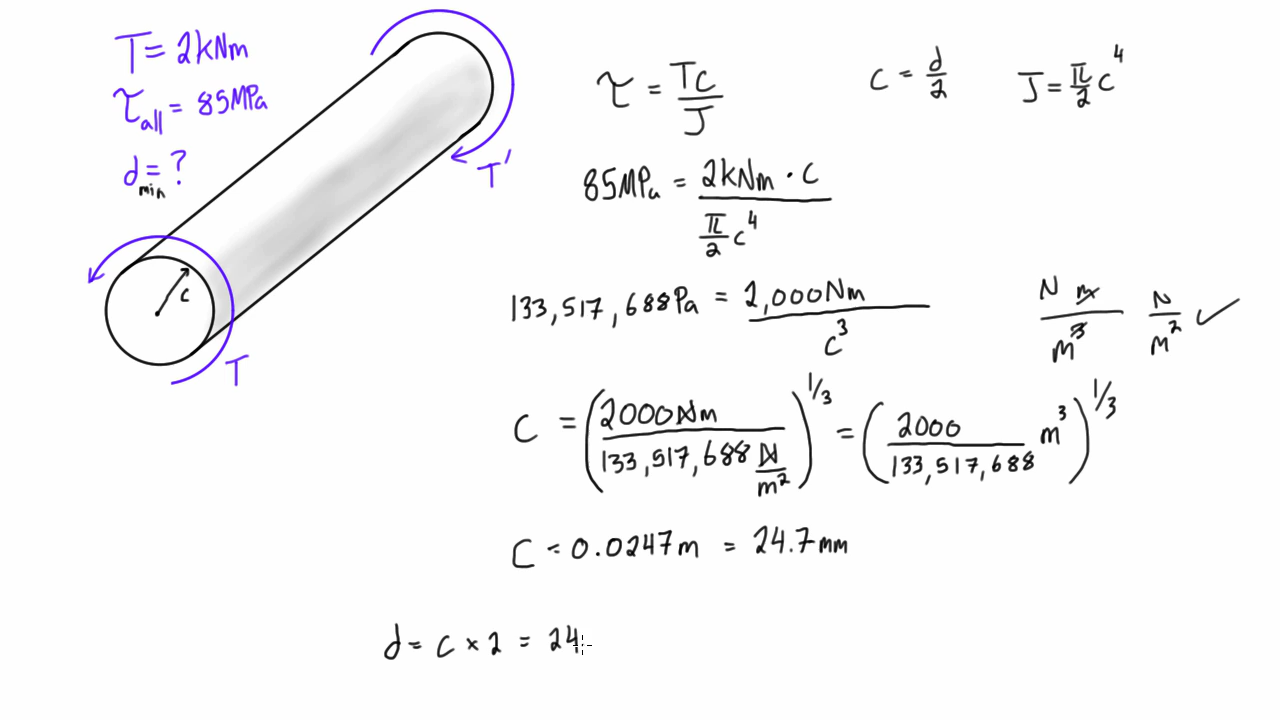 T = 2kNm
τall = 85MPa
dmin = ?
T'
c
T
τ = Tc/J
c = d/2
J = π/2 c⁴
85MPa = 2kNm · c / (π/2 c⁴)
133,517,688Pa = 2,000Nm / c³
N m / m³
N / m² ✓
C = (2000Nm / 133,517,688 N/m²)^1/3 = (2000 / 133,517,688 m³)^1/3
C = 0.0247m = 24.7mm
d = c × 2 = 24